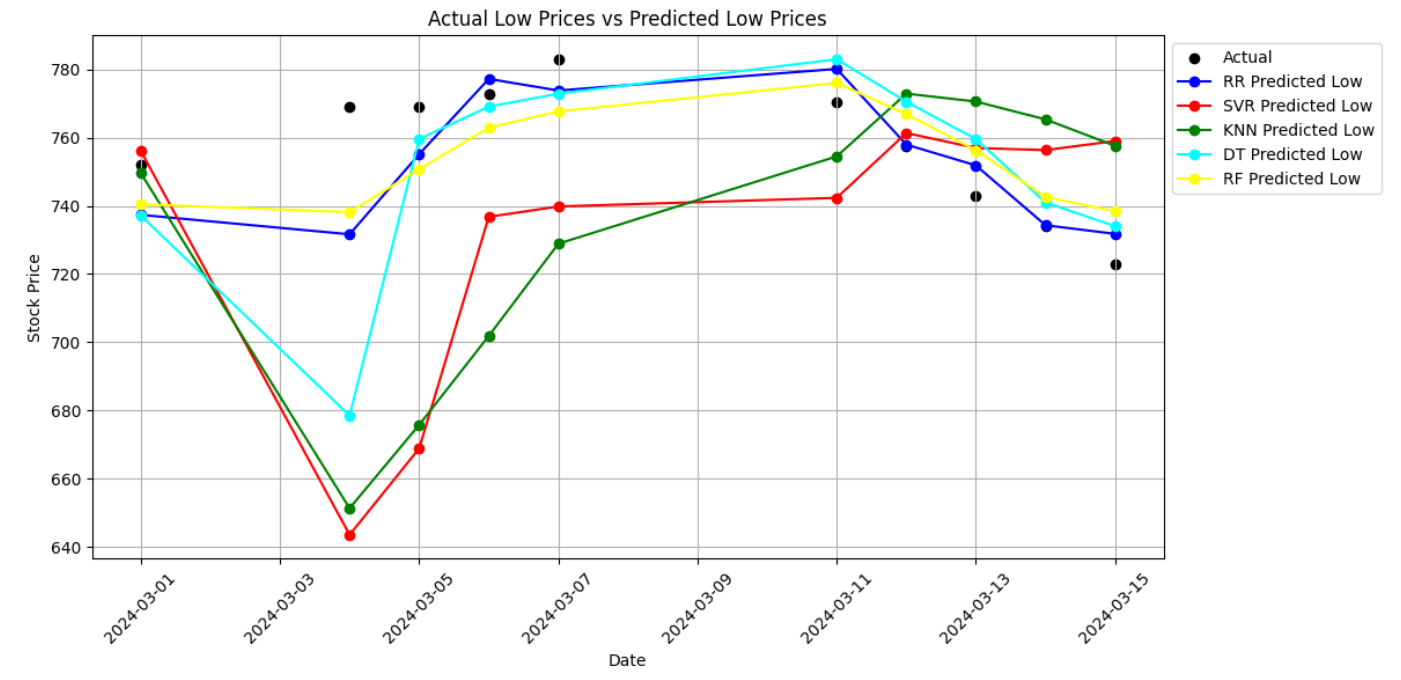 Actual Low Prices vs Predicted Low Prices
Actual
RR Predicted Low
SVR Predicted Low
KNN Predicted Low
DT Predicted Low
RF Predicted Low
Stock Price
780
760
740
720
700
680
660
640
2024-03-01
2024-03-03
2024-03-05
2024-03-07
2024-03-09
2024-03-11
2024-03-13
2024-03-15
Date